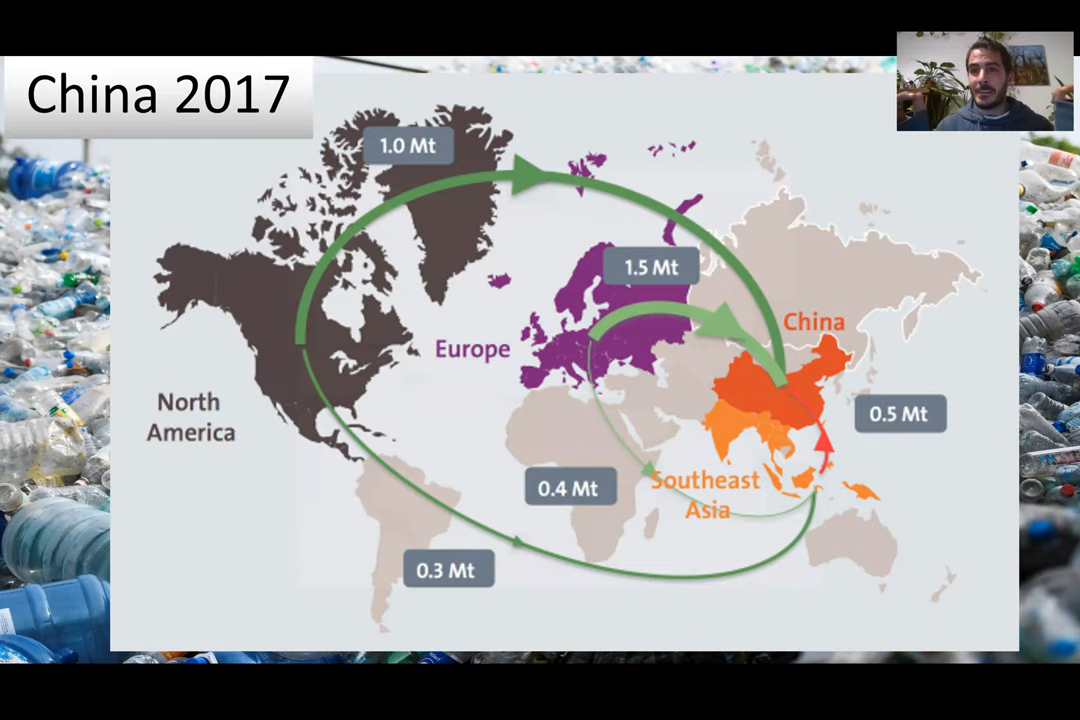 China 2017
1.0 Mt
1.5 Mt
China
Europe
North
America
0.5 Mt
Southeast
Asia
0.4 Mt
0.3 Mt